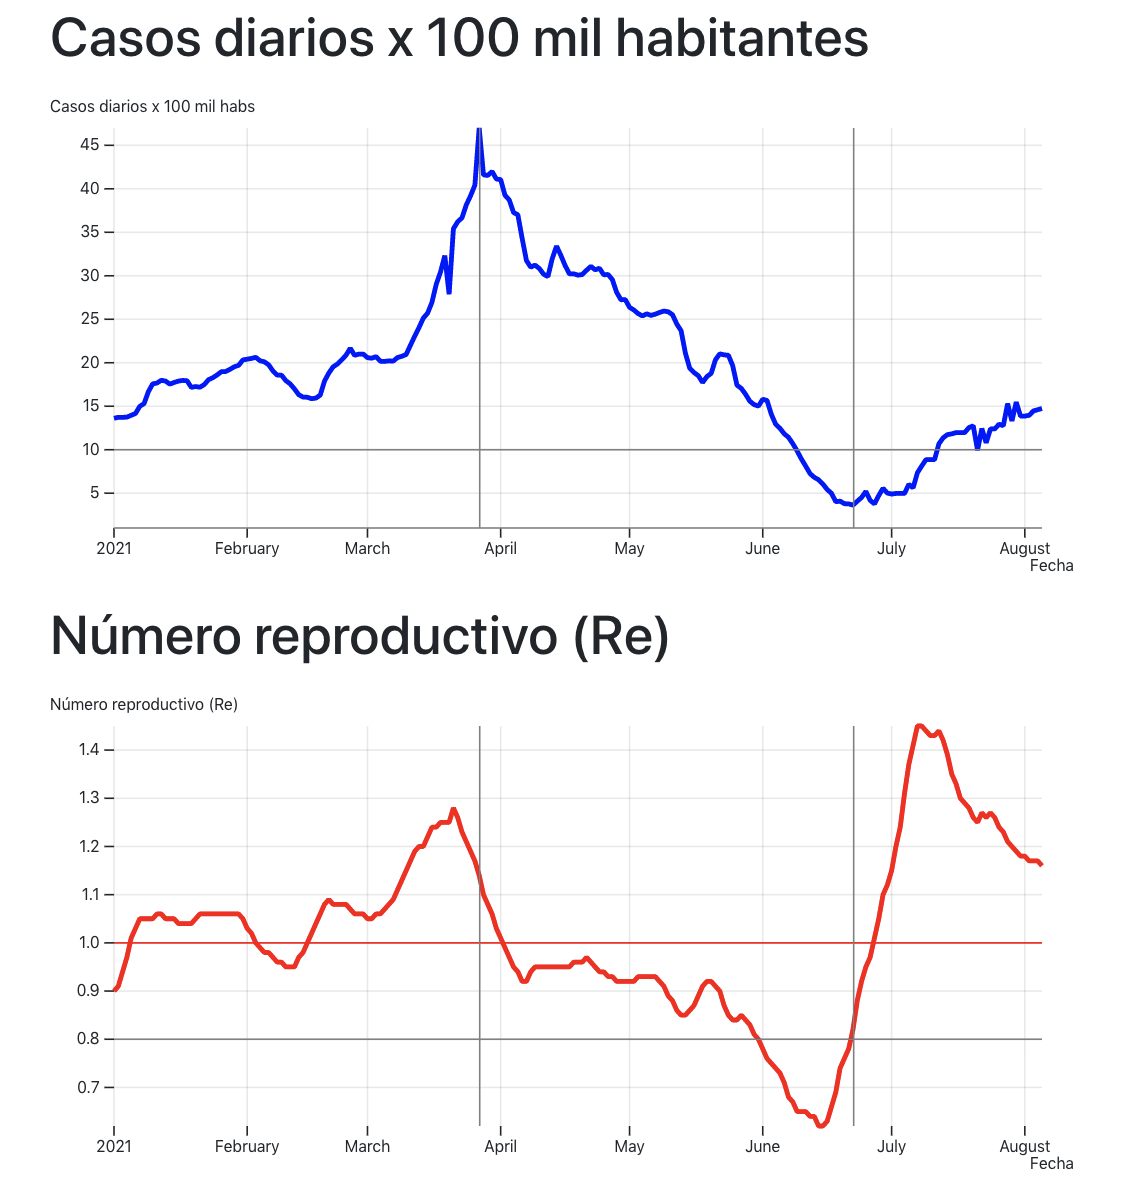 Casos diarios x 100 mil habitantes
Casos diarios x 100 mil habs
45
40
35
30
25
20
15
10
5
2021 February March April May June July August
Fecha
Número reproductivo (Re)
Número reproductivo (Re)
1.4
1.3
1.2
1.1
1.0
0.9
0.8
0.7
2021 February March April May June July August
Fecha